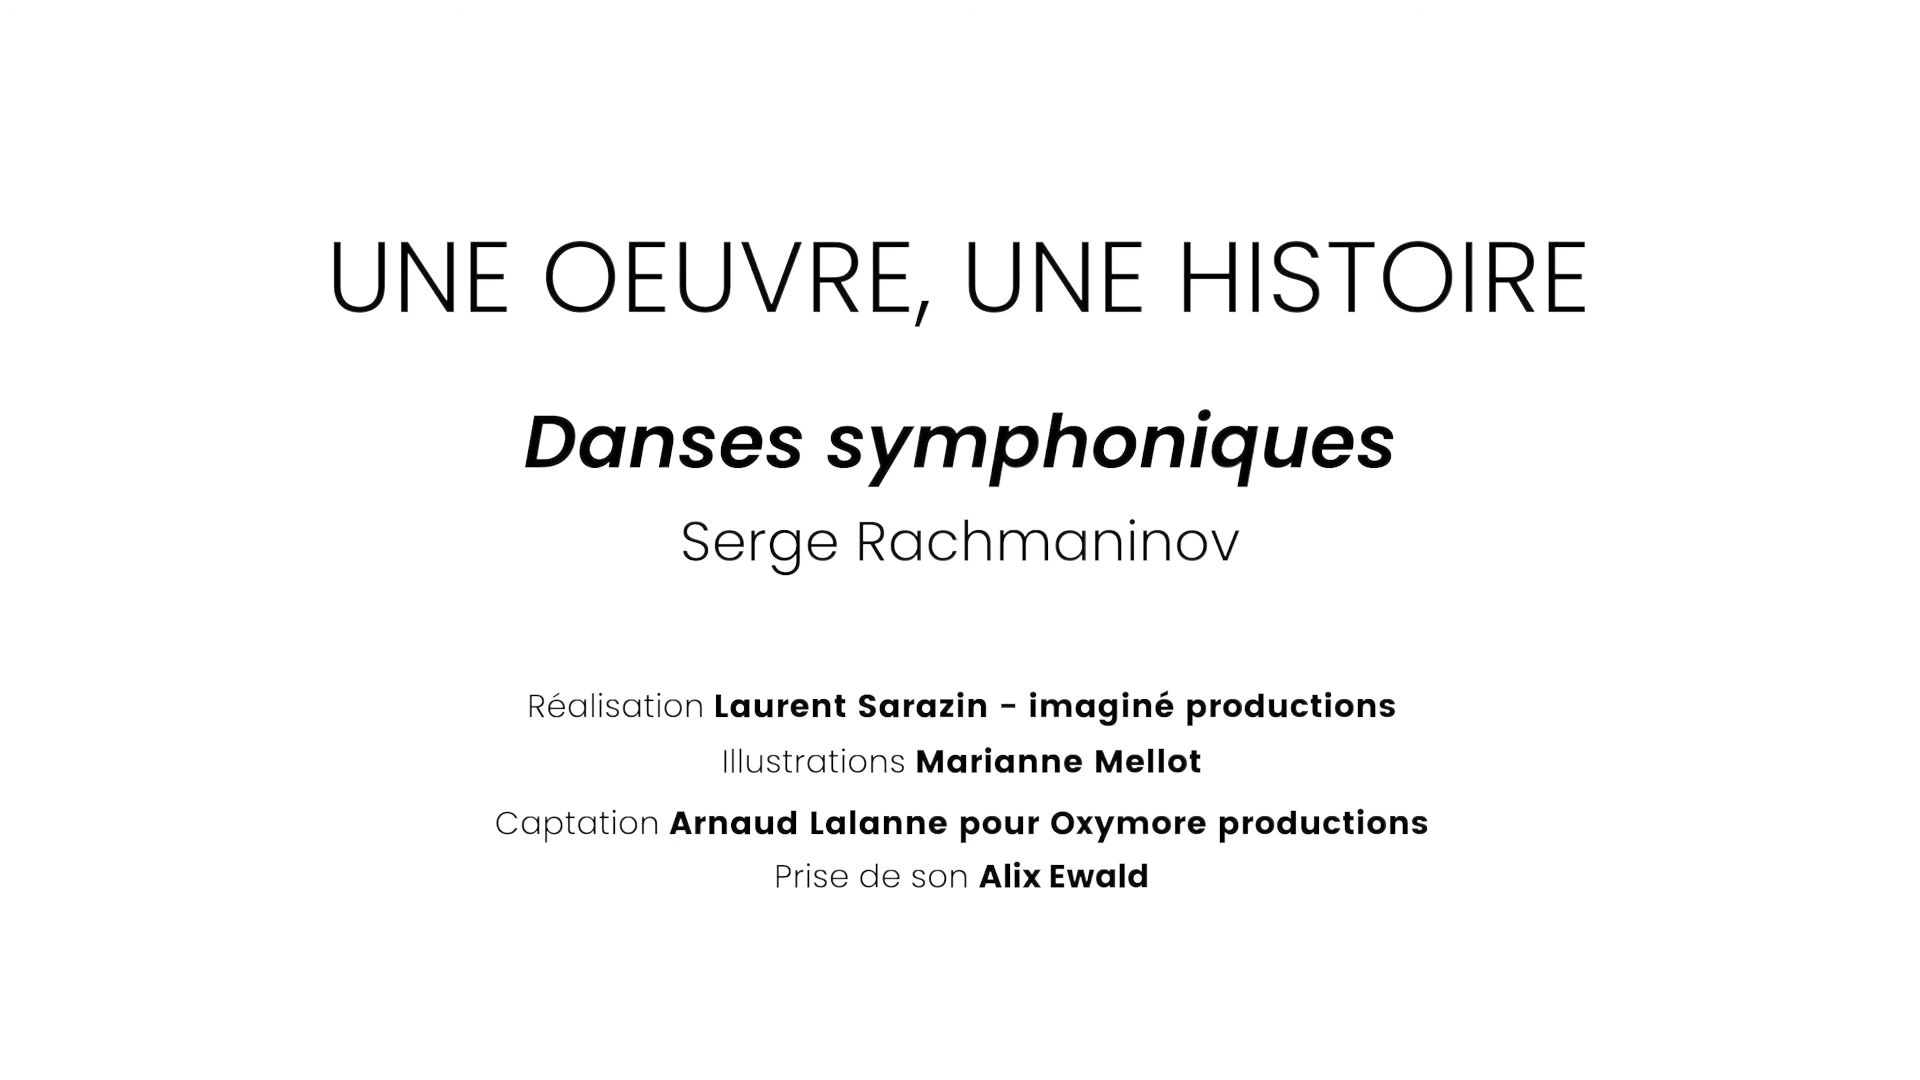 UNE OEUVRE, UNE HISTOIRE
Danses symphoniques
Serge Rachmaninov
Réalisation Laurent Sarazin - imaginé productions
Illustrations Marianne Mellot
Captation Arnaud Lalanne pour Oxymore productions
Prise de son Alix Ewald